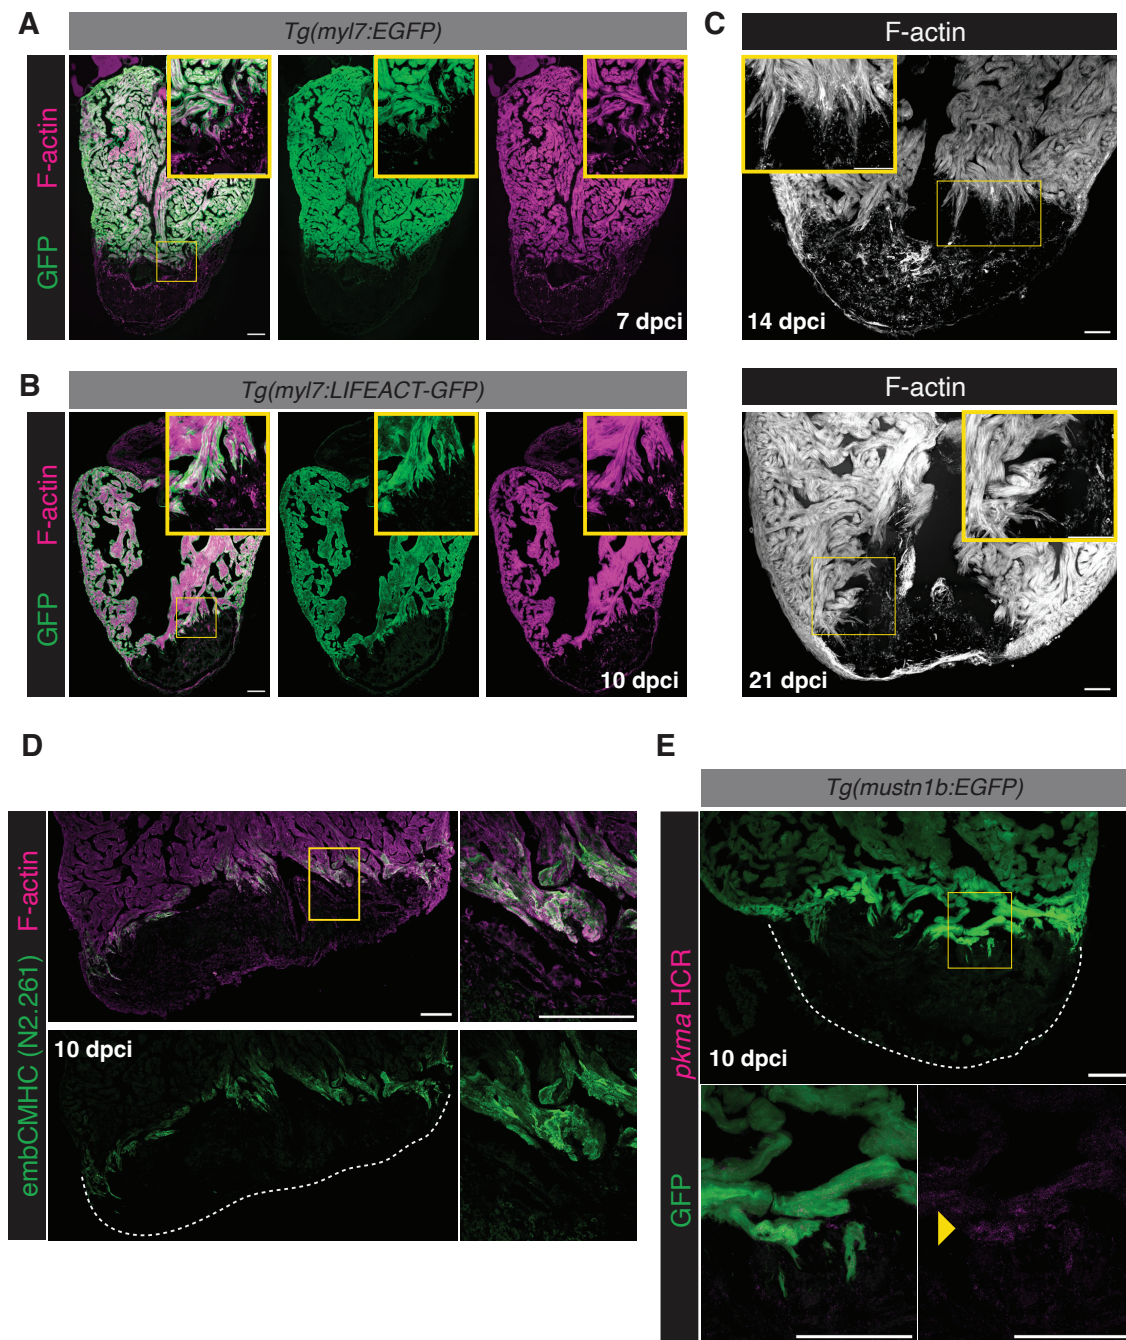 A
Tg(myl7:EGFP)
GFP F-actin
7 dpci
B
Tg(myl7:LIFEACT-GFP)
GFP F-actin
10 dpci
C
F-actin
14 dpci
F-actin
21 dpci
D
embCMHC (N2.261) F-actin
10 dpci
E
Tg(mustn1b:EGFP)
GFP pkma HCR
10 dpci